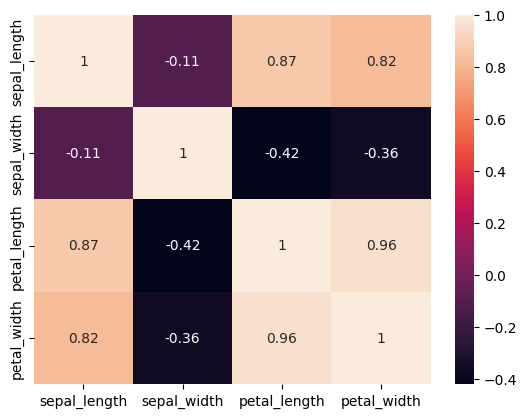 sepal_length 1 -0.11 0.87 0.82
sepal_width -0.11 1 -0.42 -0.36
petal_length 0.87 -0.42 1 0.96
petal_width 0.82 -0.36 0.96 1
sepal_length sepal_width petal_length petal_width
1.0
0.8
0.6
0.4
0.2
0.0
−0.2
−0.4